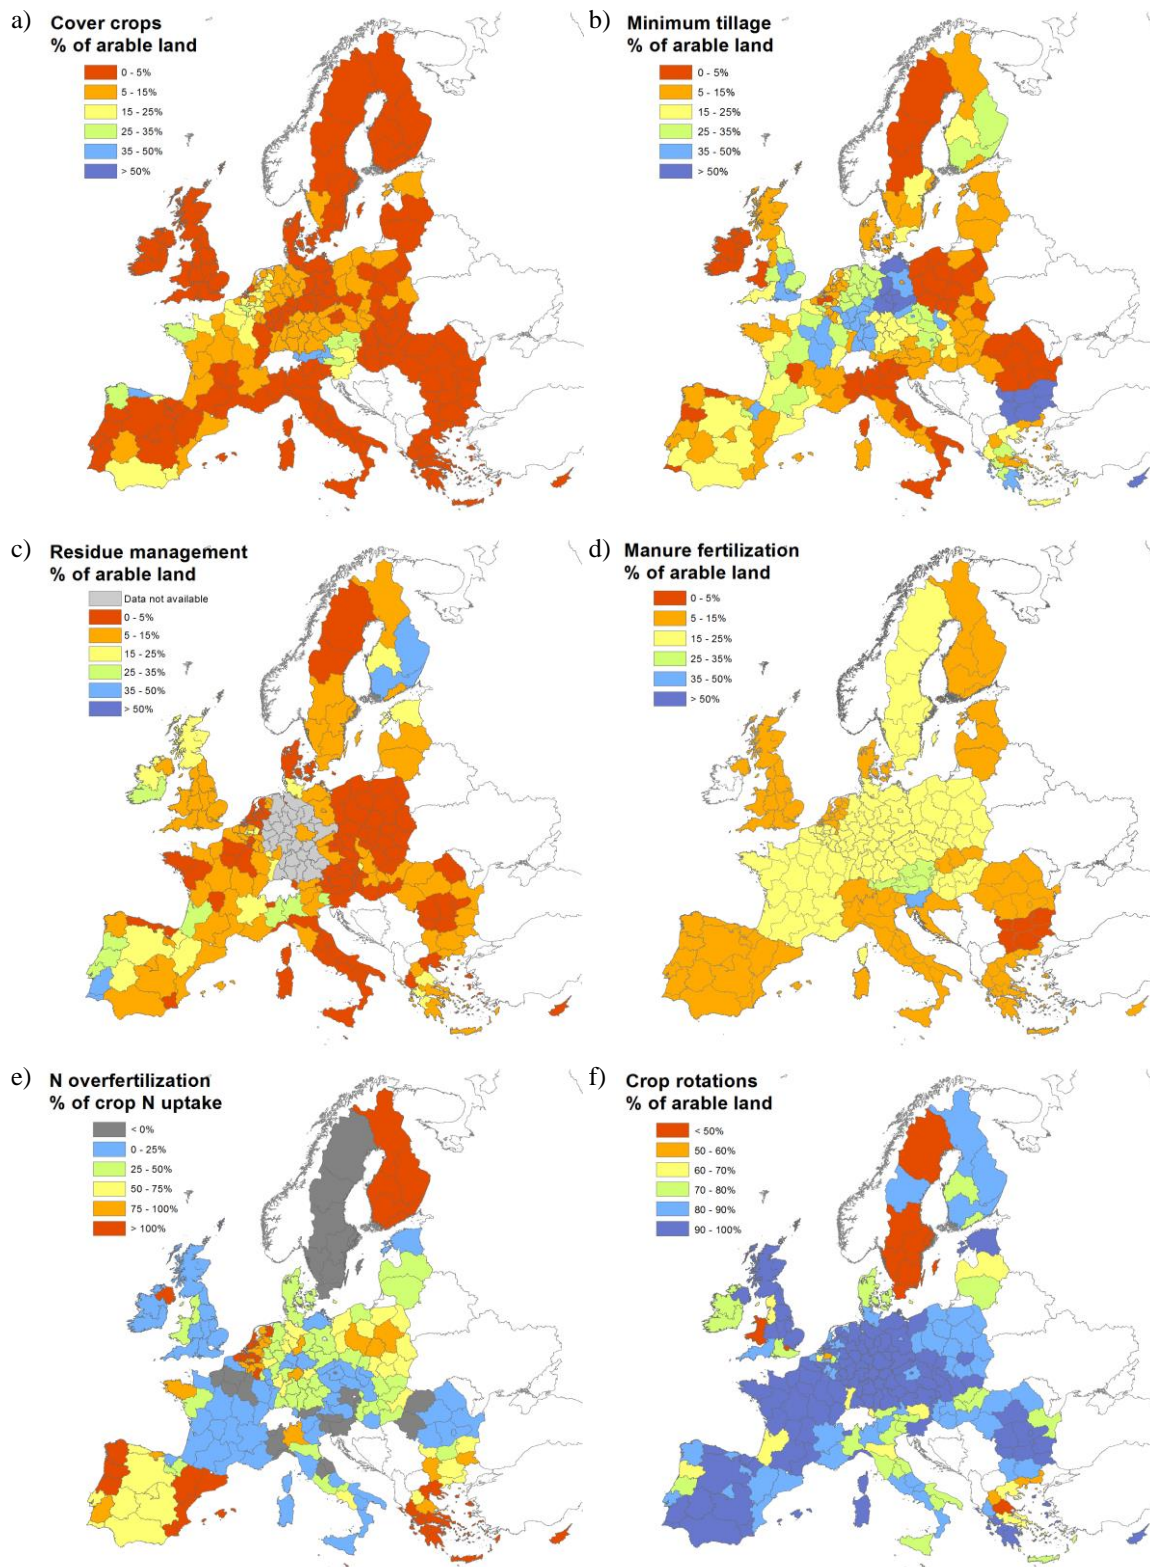 a) Cover crops
% of arable land
0 - 5%
5 - 15%
15 - 25%
25 - 35%
35 - 50%
> 50%
b) Minimum tillage
% of arable land
0 - 5%
5 - 15%
15 - 25%
25 - 35%
35 - 50%
> 50%
c) Residue management
% of arable land
Data not available
0 - 5%
5 - 15%
15 - 25%
25 - 35%
35 - 50%
> 50%
d) Manure fertilization
% of arable land
0 - 5%
5 - 15%
15 - 25%
25 - 35%
35 - 50%
> 50%
e) N overfertilization
% of crop N uptake
< 0%
0 - 25%
25 - 50%
50 - 75%
75 - 100%
> 100%
f) Crop rotations
% of arable land
< 50%
50 - 60%
60 - 70%
70 - 80%
80 - 90%
90 - 100%